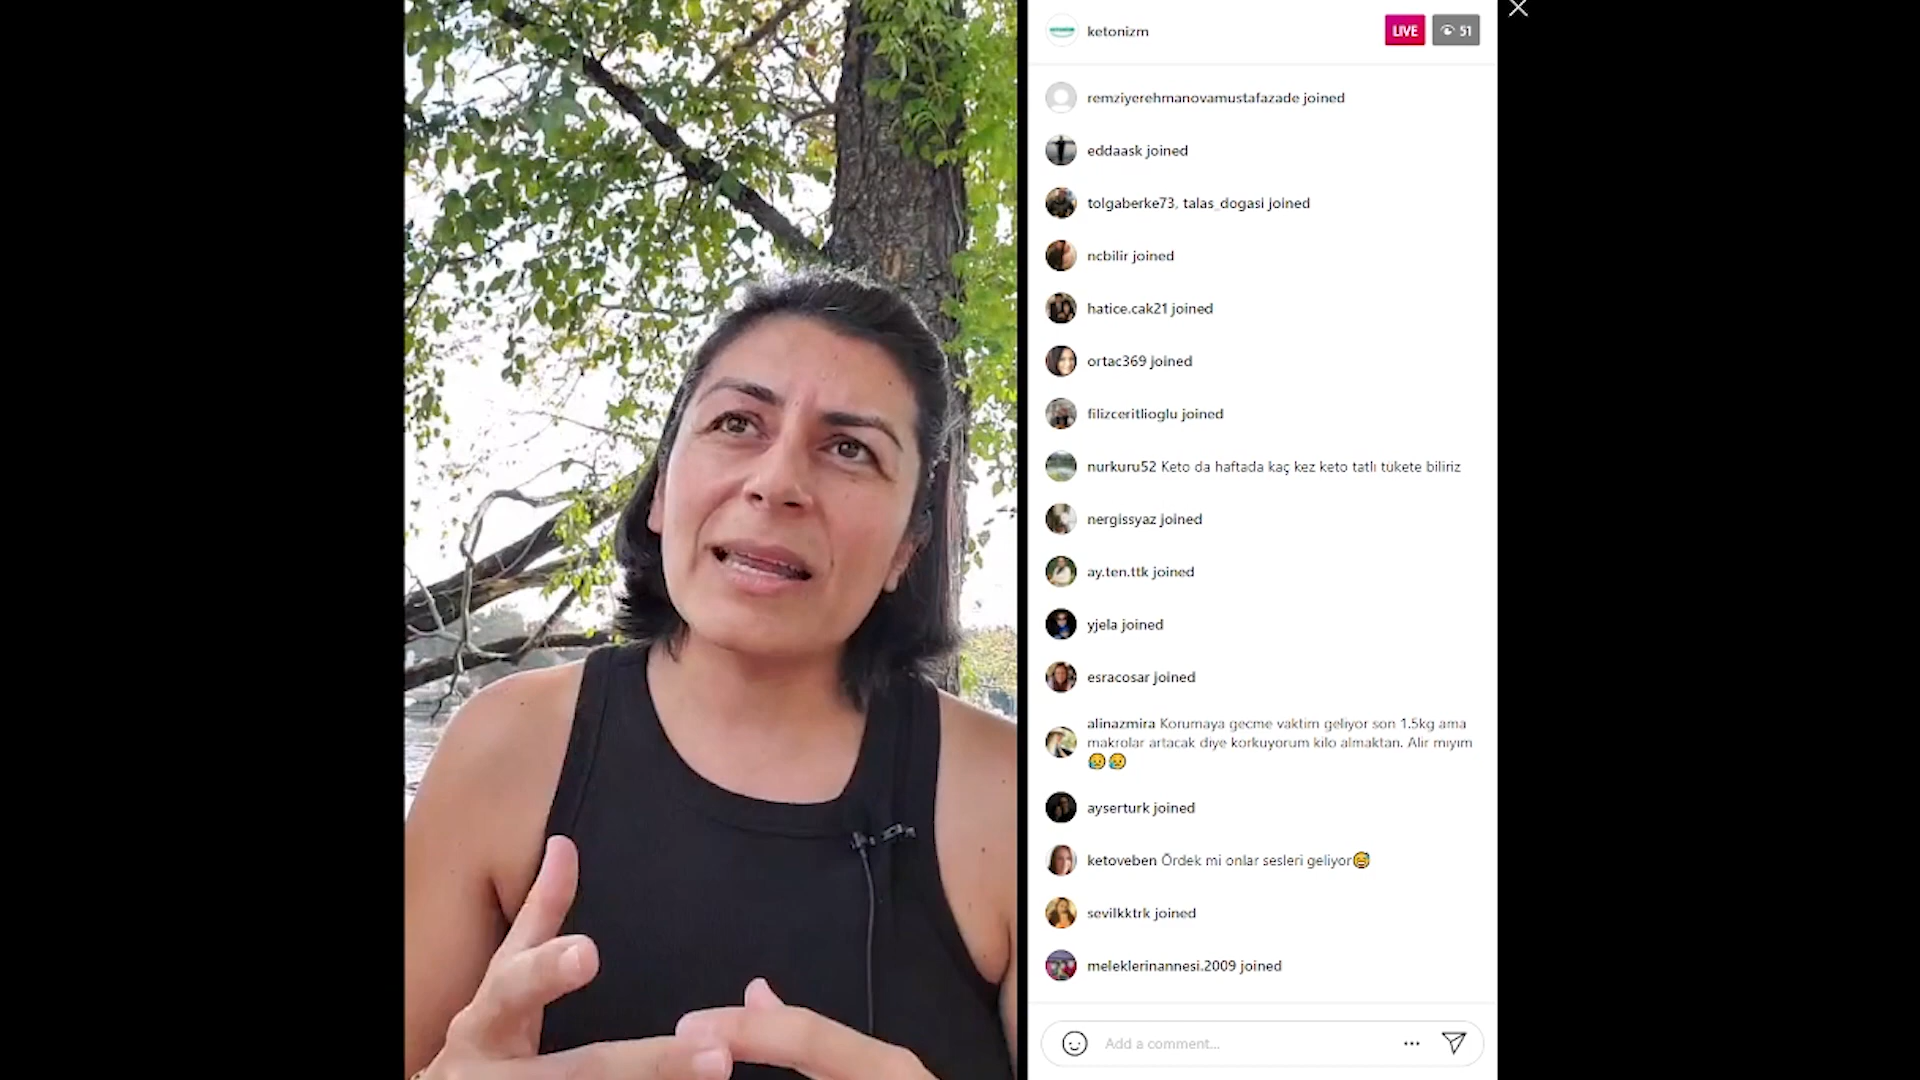 ketonizm
LIVE
51
remziyerehmanovamustafazade joined
eddaask joined
tolgaberke73, talas_dogasi joined
ncbilir joined
hatice.cak21 joined
ortac369 joined
filizceritlioglu joined
nurkuru52 Keto da haftada kaç kez keto tatlı tükete biliriz
nergissyaz joined
ay.ten.ttk joined
yjela joined
esracosar joined
alinazmira Korumaya gecme vaktim geliyor son 1.5kg ama
makrolar artacak diye korkuyorum kilo almaktan. Alir mıyım
😥😥
ayserturk joined
ketoveben Ördek mi onlar sesleri geliyor😅
sevilkktrk joined
meleklerinannesi.2009 joined
Add a comment...